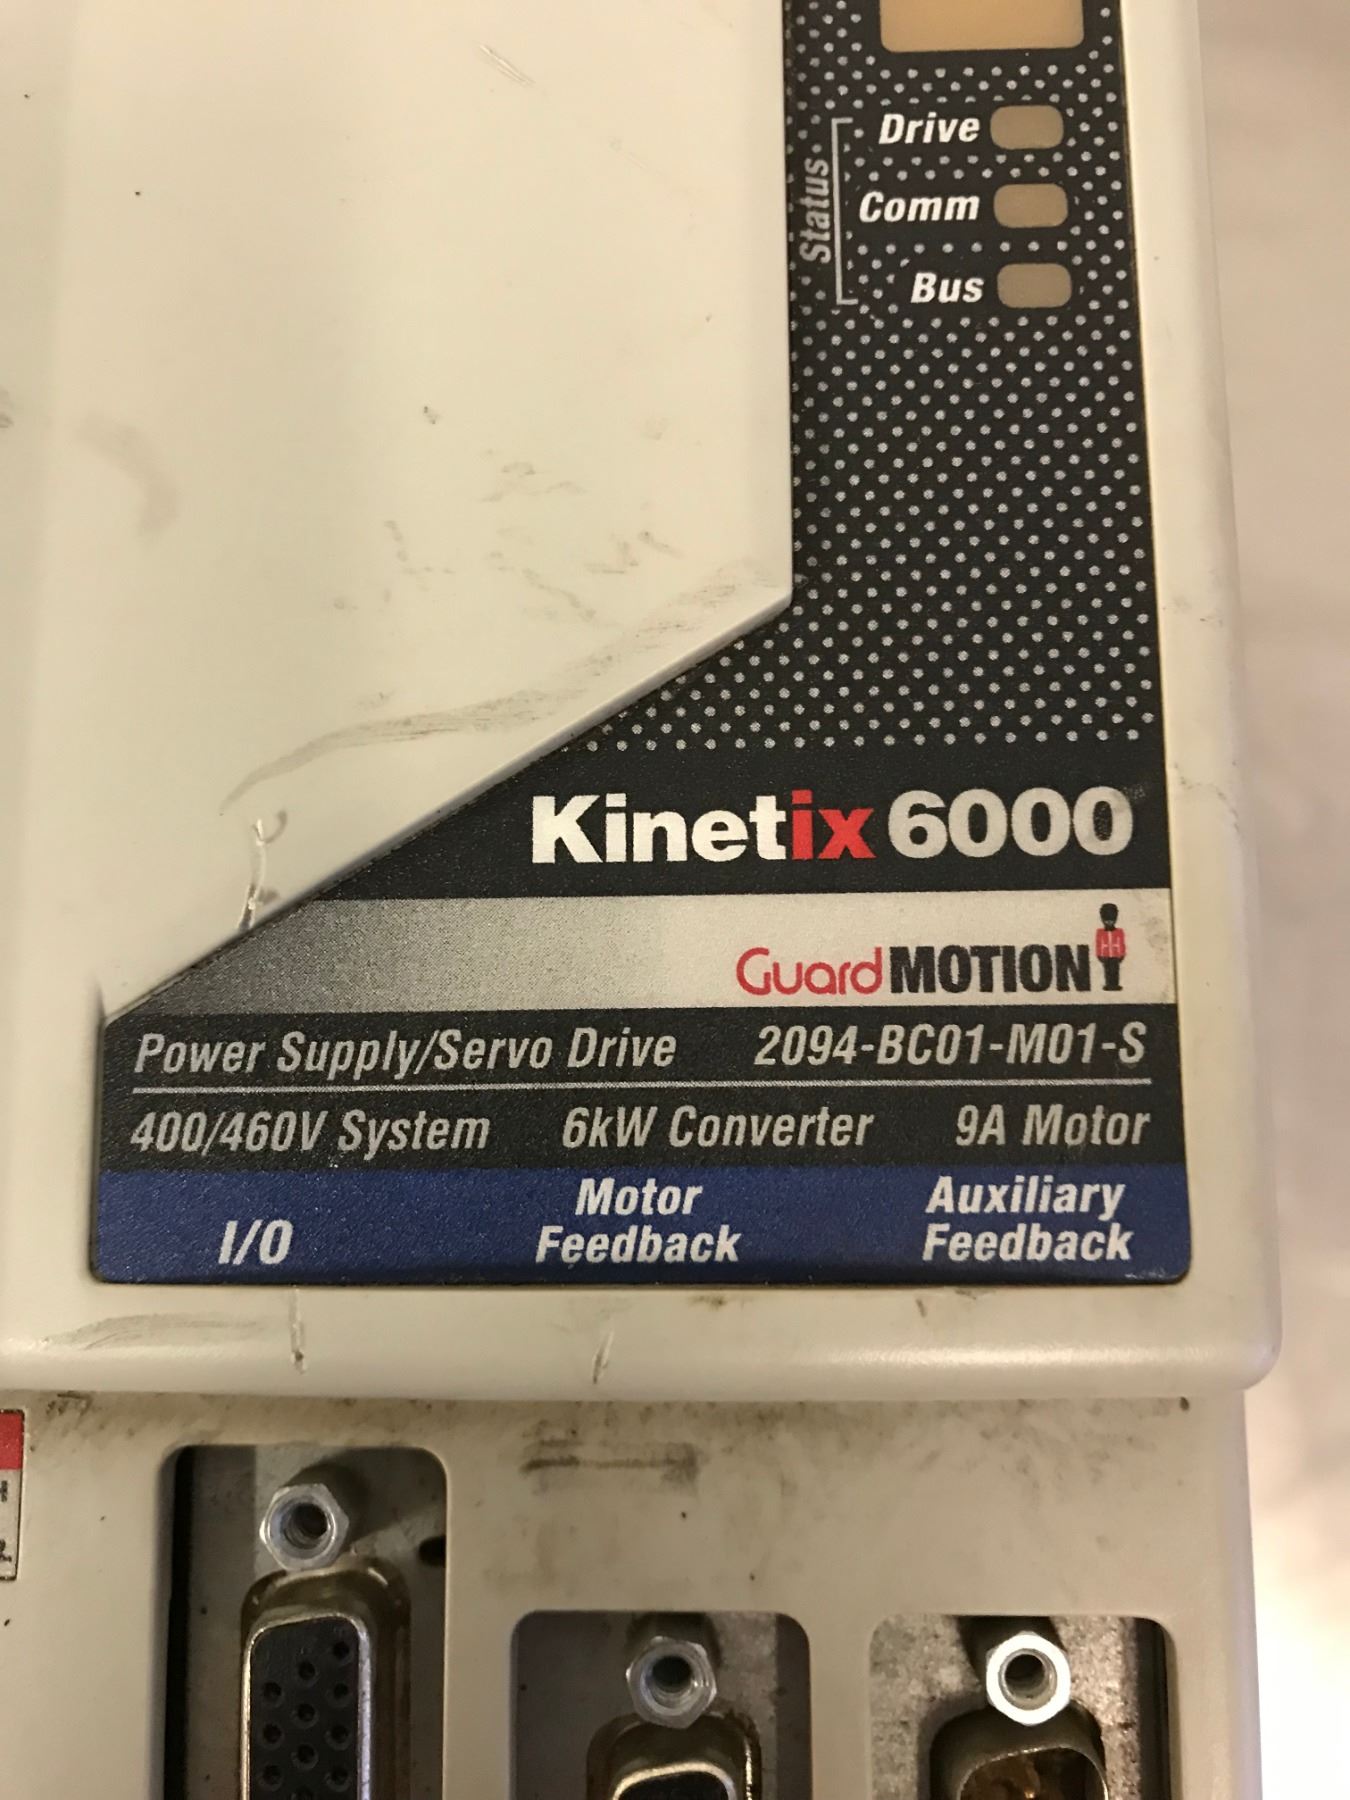 Status
Drive
Comm
Bus
Kinetix 6000
GuardMOTION
Power Supply/Servo Drive 2094-BC01-M01-S
400/460V System 6kW Converter 9A Motor
I/O Motor Feedback Auxiliary Feedback